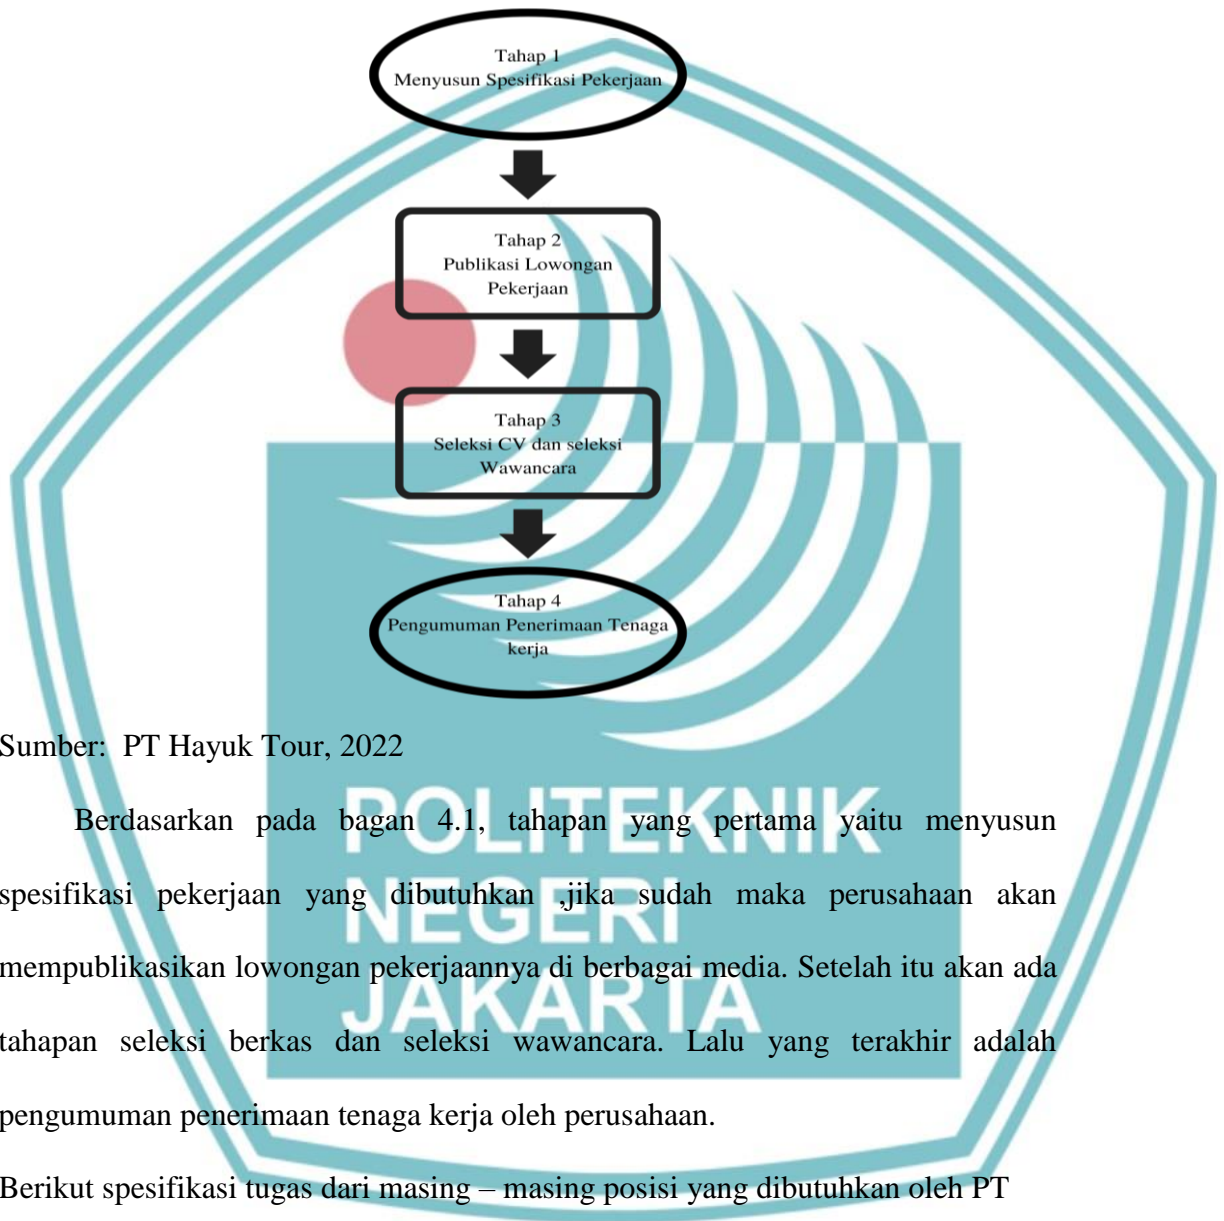 Tahap 1
Menyusun Spesifikasi Pekerjaan
Tahap 2
Publikasi Lowongan
Pekerjaan
Tahap 3
Seleksi CV dan seleksi
Wawancara
Tahap 4
Pengumuman Penerimaan Tenaga
kerja
Sumber: PT Hayuk Tour, 2022
Berdasarkan pada bagan 4.1, tahapan yang pertama yaitu menyusun
spesifikasi pekerjaan yang dibutuhkan ,jika sudah maka perusahaan akan
mempublikasikan lowongan pekerjaannya di berbagai media. Setelah itu akan ada
tahapan seleksi berkas dan seleksi wawancara. Lalu yang terakhir adalah
pengumuman penerimaan tenaga kerja oleh perusahaan.
Berikut spesifikasi tugas dari masing – masing posisi yang dibutuhkan oleh PT
POLITEKNIK
NEGERI
JAKARTA